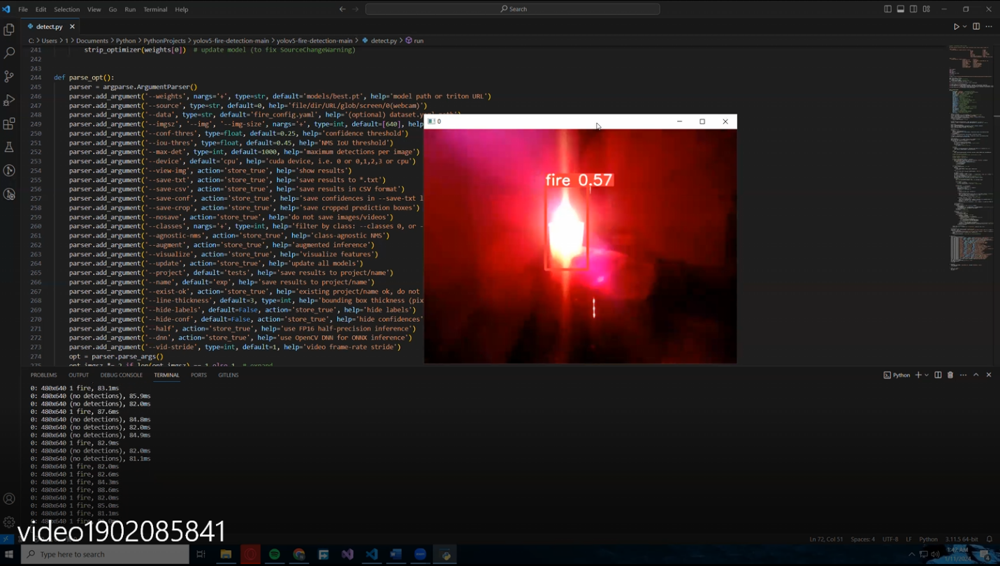 File Edit Selection View Go Run Terminal Help
Search
detect.py
C: > Users > 1 > Documents > Python > PythonProjects > yolov5-fire-detection-main > yolov5-fire-detection-main > detect.py > run
241 strip_optimizer(weights[0]) # update model (to fix SourceChangeWarning)
242
243
244 def parse_opt():
245 parser = argparse.ArgumentParser()
246 parser.add_argument('--weights', nargs='+', type=str, default='models/best.pt', help='model path or triton URL')
247 parser.add_argument('--source', type=str, default=0, help='file/dir/URL/glob/screen/0(webcam)')
248 parser.add_argument('--data', type=str, default='fire_config.yaml', help='(optional) dataset.yaml path')
249 parser.add_argument('--imgsz', '--img', '--img-size', nargs='+', type=int, default=[640], help
250 parser.add_argument('--conf-thres', type=float, default=0.25, help='confidence threshold')
251 parser.add_argument('--iou-thres', type=float, default=0.45, help='NMS IoU threshold')
252 parser.add_argument('--max-det', type=int, default=1000, help='maximum detections per image')
253 parser.add_argument('--device', default='cpu', help='cuda device, i.e. 0 or 0,1,2,3 or cpu')
254 parser.add_argument('--view-img', action='store_true', help='show results')
255 parser.add_argument('--save-txt', action='store_true', help='save results to *.txt')
256 parser.add_argument('--save-csv', action='store_true', help='save results in CSV format')
257 parser.add_argument('--save-conf', action='store_true', help='save confidences in --save-txt l
258 parser.add_argument('--save-crop', action='store_true', help='save cropped prediction boxes')
259 parser.add_argument('--nosave', action='store_true', help='do not save images/videos')
260 parser.add_argument('--classes', nargs='+', type=int, help='filter by class: --classes 0, or -
261 parser.add_argument('--agnostic-nms', action='store_true', help='class-agnostic NMS')
262 parser.add_argument('--augment', action='store_true', help='augmented inference')
263 parser.add_argument('--visualize', action='store_true', help='visualize features')
264 parser.add_argument('--update', action='store_true', help='update all models')
265 parser.add_argument('--project', default='tests', help='save results to project/name')
266 parser.add_argument('--name', default='exp', help='save results to project/name')
267 parser.add_argument('--exist-ok', action='store_true', help='existing project/name ok, do not
268 parser.add_argument('--line-thickness', default=3, type=int, help='bounding box thickness (pix
269 parser.add_argument('--hide-labels', default=False, action='store_true', help='hide labels')
270 parser.add_argument('--hide-conf', default=False, action='store_true', help='hide confidences'
271 parser.add_argument('--half', action='store_true', help='use FP16 half-precision inference')
272 parser.add_argument('--dnn', action='store_true', help='use OpenCV DNN for ONNX inference')
273 parser.add_argument('--vid-stride', type=int, default=1, help='video frame-rate stride')
274 opt = parser.parse_args()
275 opt.imgsz *= 2 if len(opt.imgsz) == 1 else 1 # expand
0
fire 0.57
PROBLEMS OUTPUT DEBUG CONSOLE TERMINAL PORTS GITLENS
Python
0: 480x640 1 fire, 83.1ms
0: 480x640 (no detections), 85.9ms
0: 480x640 (no detections), 82.0ms
0: 480x640 1 fire, 87.6ms
0: 480x640 (no detections), 84.8ms
0: 480x640 (no detections), 82.0ms
0: 480x640 (no detections), 84.9ms
0: 480x640 1 fire, 82.9ms
0: 480x640 (no detections), 82.0ms
0: 480x640 (no detections), 81.1ms
0: 480x640 1 fire, 82.0ms
0: 480x640 1 fire, 82.6ms
0: 480x640 1 fire, 84.3ms
0: 480x640 1 fire, 88.6ms
0: 480x640 1 fire, 82.0ms
0: 480x640 1 fire, 85.0ms
0: 480x640 1 fire, 81.1ms
video1902085841
Ln 72, Col 51 Spaces: 4 UTF-8 LF Python 3.11.5 64-bit
Type here to search
1:42 AM
1/11/2024